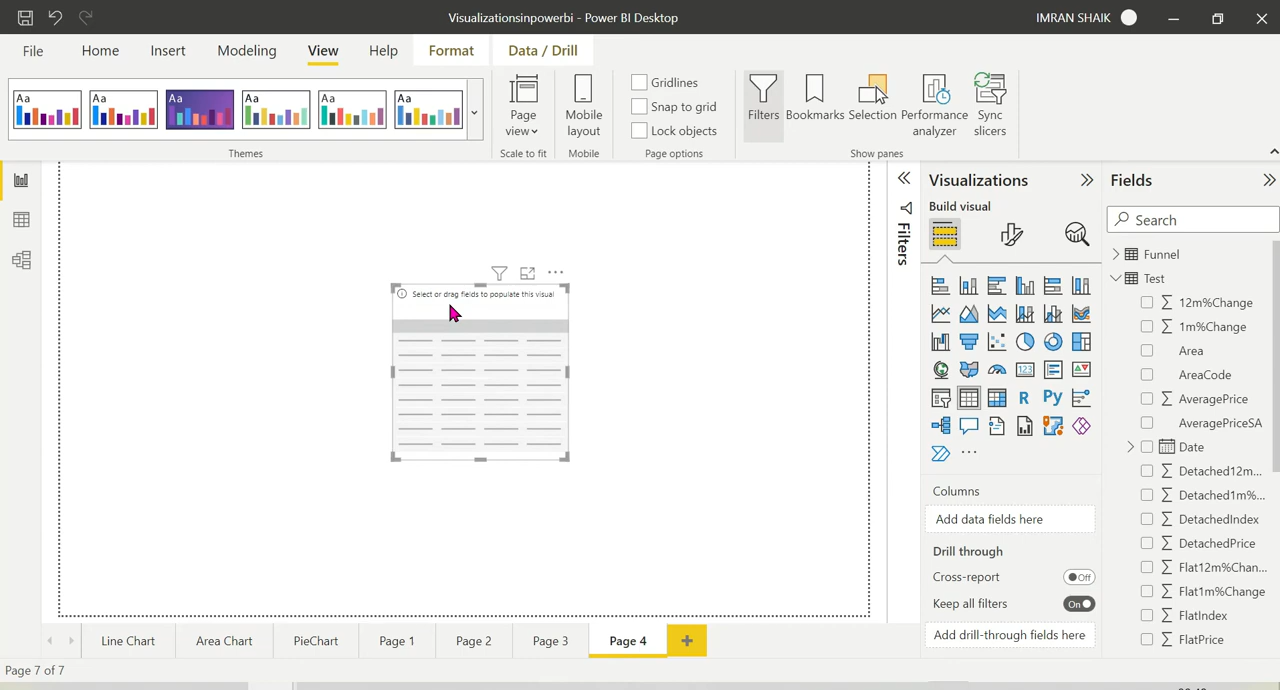 Visualizationsinpowerbi - Power BI Desktop
IMRAN SHAIK
File
Home
Insert
Modeling
View
Help
Format
Data / Drill
Aa
Aa
Aa
Aa
Aa
Aa
Themes
Page view
Scale to fit
Mobile layout
Mobile
Gridlines
Snap to grid
Lock objects
Page options
Filters
Bookmarks
Selection
Performance analyzer
Sync slicers
Show panes
Select or drag fields to populate this visual
Filters
Visualizations
Build visual
123
R
Py
Columns
Add data fields here
Drill through
Cross-report
Off
Keep all filters
On
Add drill-through fields here
Fields
Search
Funnel
Test
12m%Change
1m%Change
Area
AreaCode
AveragePrice
AveragePriceSA
Date
Detached12m...
Detached1m%...
DetachedIndex
DetachedPrice
Flat12m%Chan...
Flat1m%Change
FlatIndex
FlatPrice
Line Chart
Area Chart
PieChart
Page 1
Page 2
Page 3
Page 4
Page 7 of 7